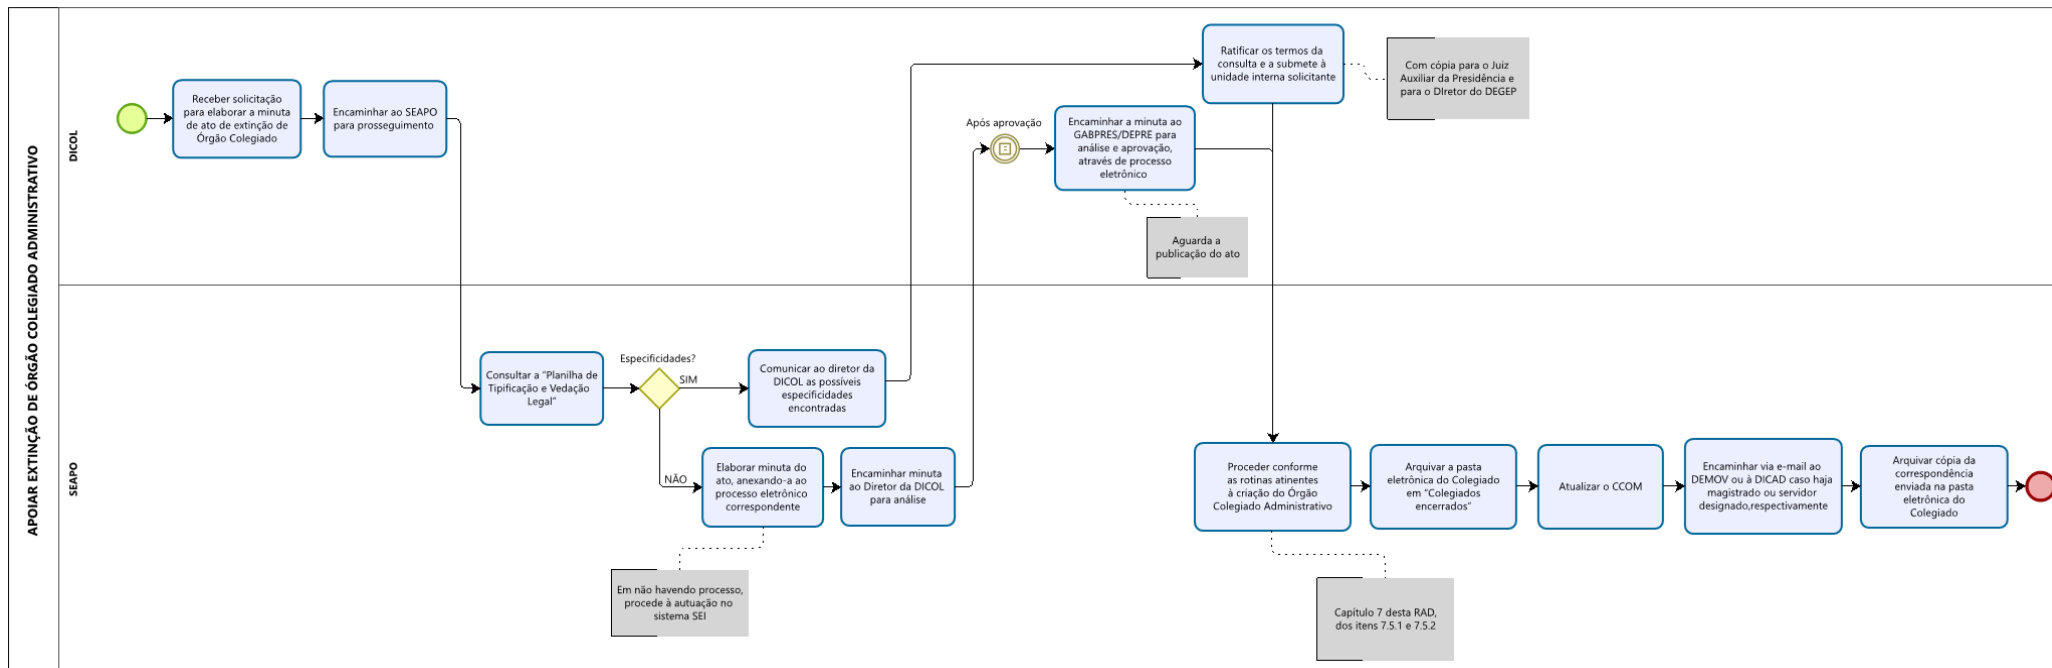 APOIAR EXTINÇÃO DE ÓRGÃO COLEGIADO ADMINISTRATIVO
DICOL
Receber solicitação
para elaborar a minuta
de ato de extinção de
Órgão Colegiado
Encaminhar ao SEAPO
para prosseguimento
Após aprovação
Encaminhar a minuta ao
GABPRES/DEPRE para
análise e aprovação,
através de processo
eletrônico
Aguarda a
publicação do ato
Ratificar os termos da
consulta e a submete à
unidade interna solicitante
Com cópia para o Juiz
Auxiliar da Presidência e
para o DIretor do DEGEP
SEAPO
Consultar a "Planilha de
Tipificação e Vedação
Legal"
Especificidades?
SIM
Comunicar ao diretor da
DICOL as possíveis
especificidades
encontradas
NÃO
Elaborar minuta do
ato, anexando-a ao
processo eletrônico
correspondente
Em não havendo processo,
procede à autuação no
sistema SEI
Encaminhar minuta
ao Diretor da DICOL
para análise
Proceder conforme
as rotinas atinentes
à criação do Órgão
Colegiado Administrativo
Capítulo 7 desta RAD,
dos itens 7.5.1 e 7.5.2
Arquivar a pasta
eletrônica do Colegiado
em "Colegiados
encerrados"
Atualizar o CCOM
Encaminhar via e-mail ao
DEMOV ou à DICAD caso haja
magistrado ou servidor
designado,respectivamente
Arquivar cópia da
correspondência
enviada na pasta
eletrônica do
Colegiado